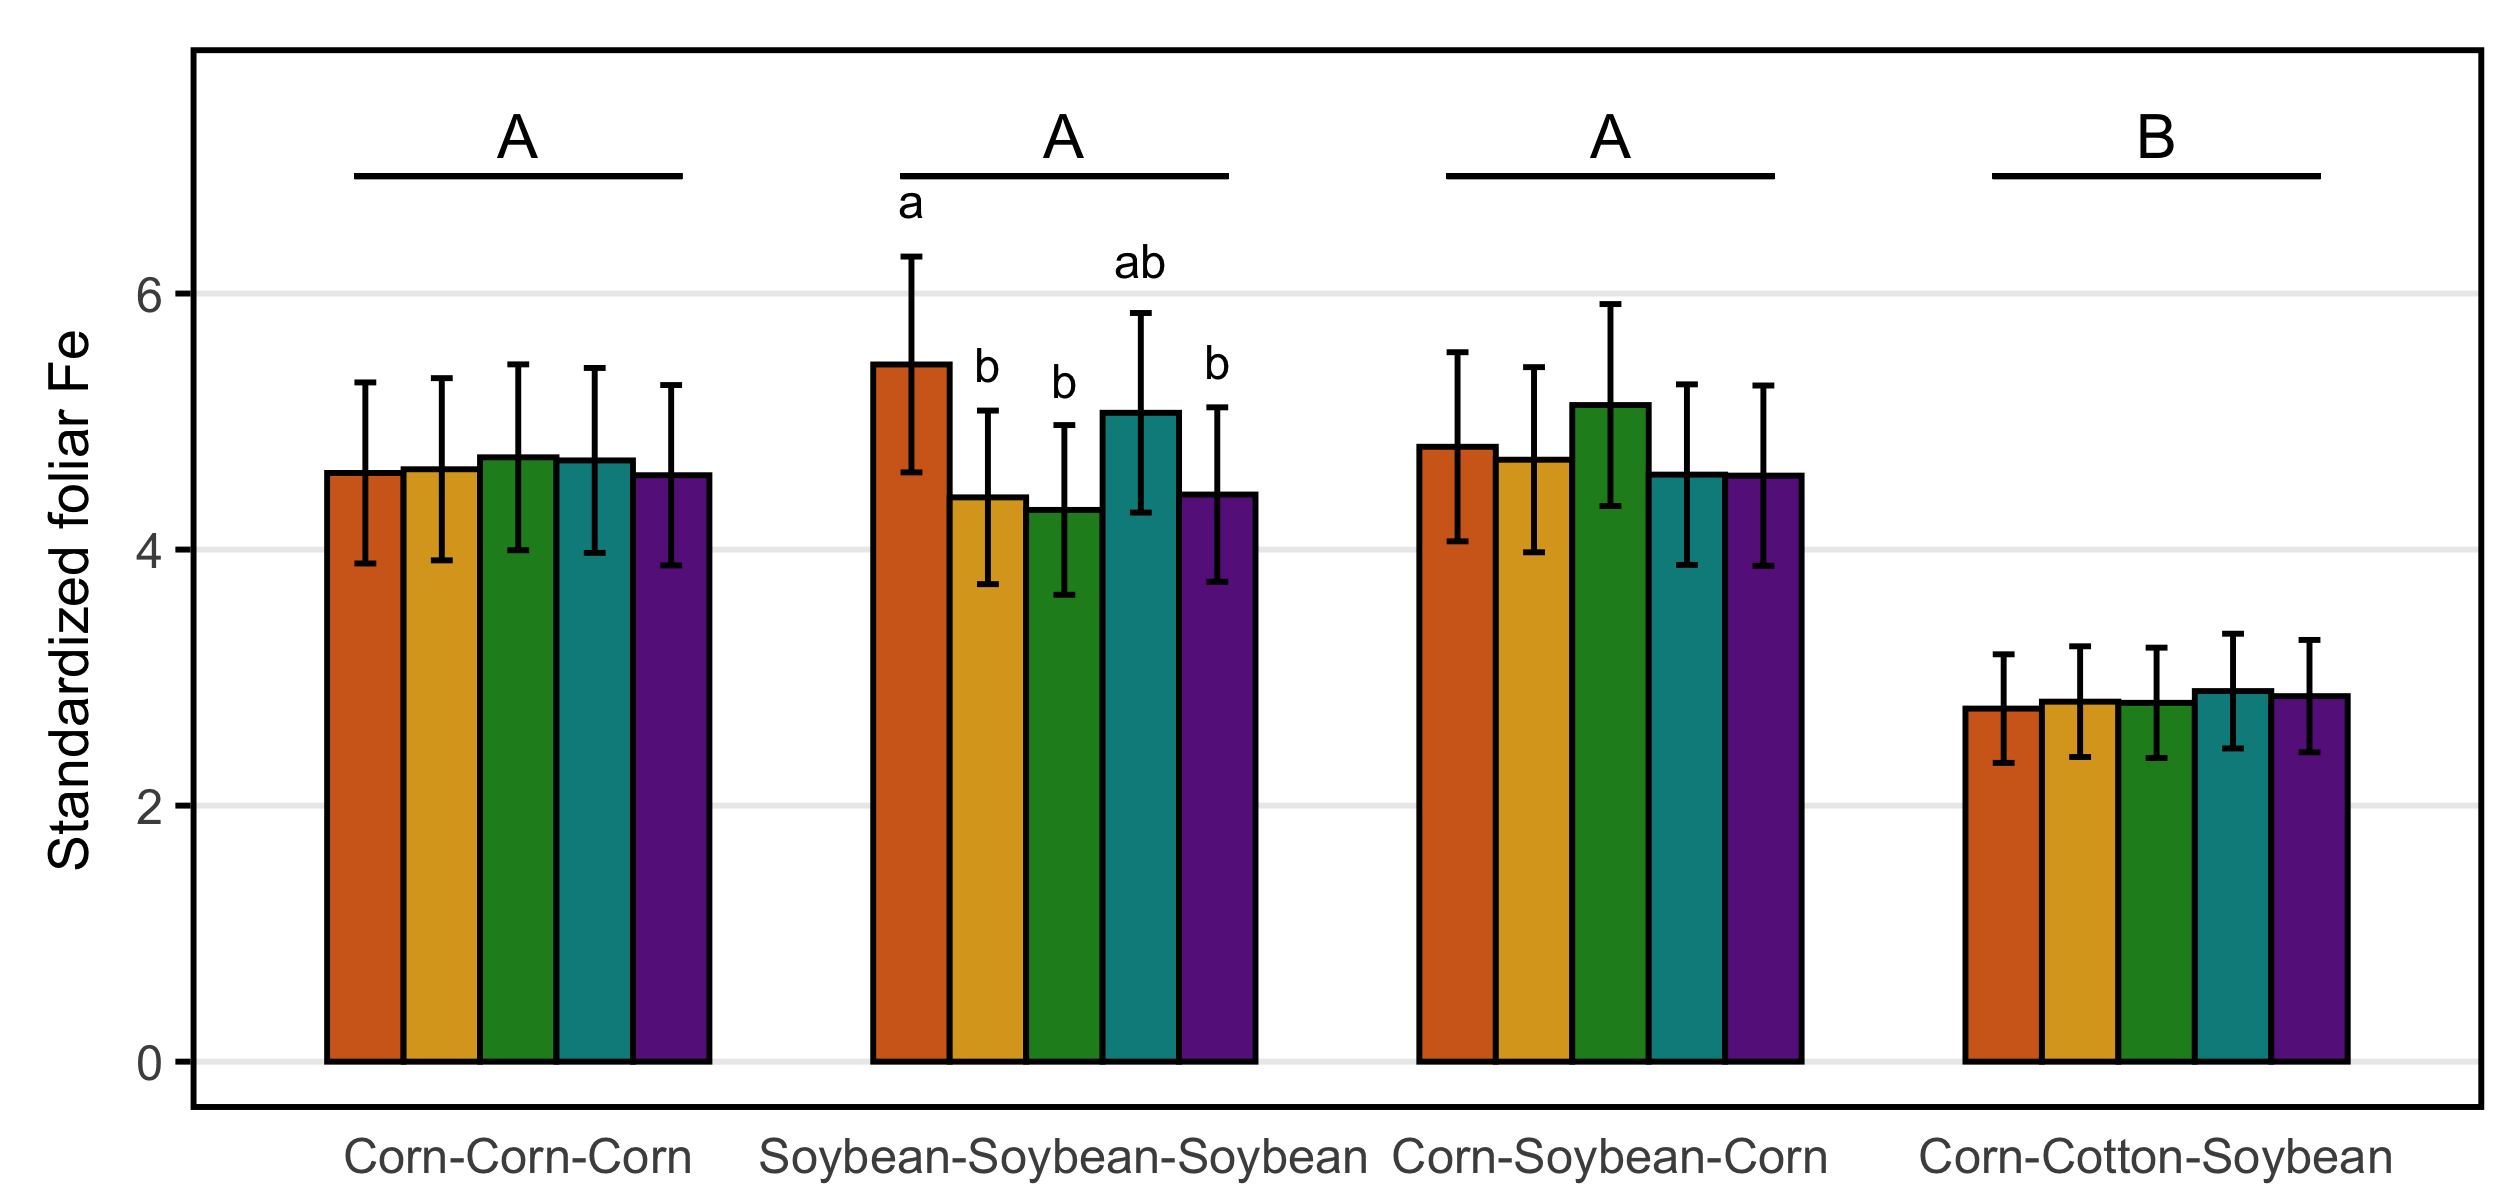 A A A B
a
ab
b b b
6
4
2
0
Standardized foliar Fe
Corn-Corn-Corn Soybean-Soybean-Soybean Corn-Soybean-Corn Corn-Cotton-Soybean